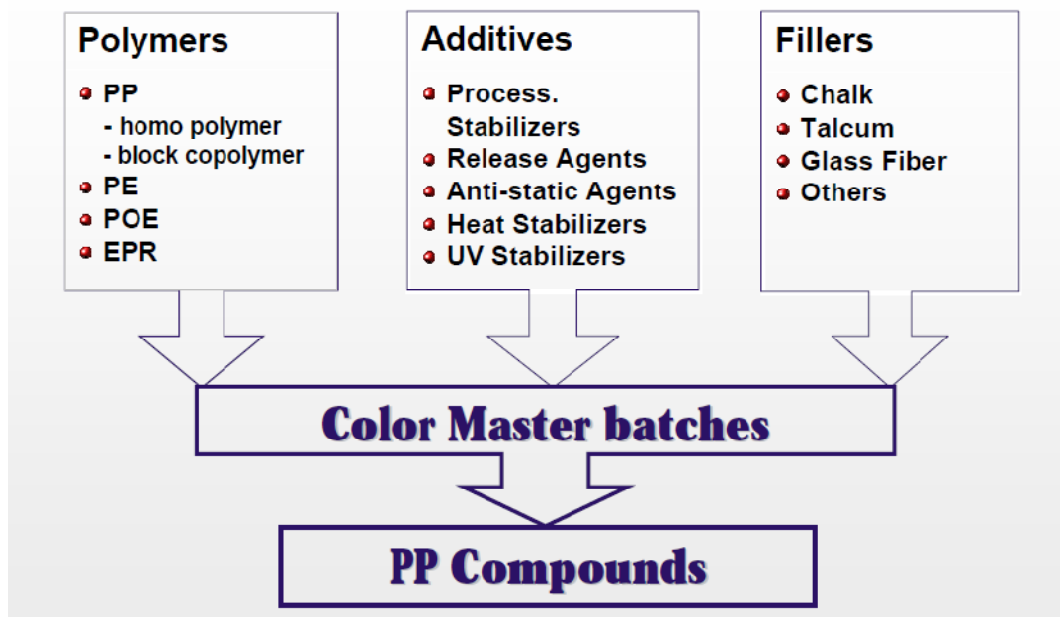 Polymers
PP
- homo polymer
- block copolymer
PE
POE
EPR
Additives
Process.
Stabilizers
Release Agents
Anti-static Agents
Heat Stabilizers
UV Stabilizers
Fillers
Chalk
Talcum
Glass Fiber
Others
Color Master batches
PP Compounds